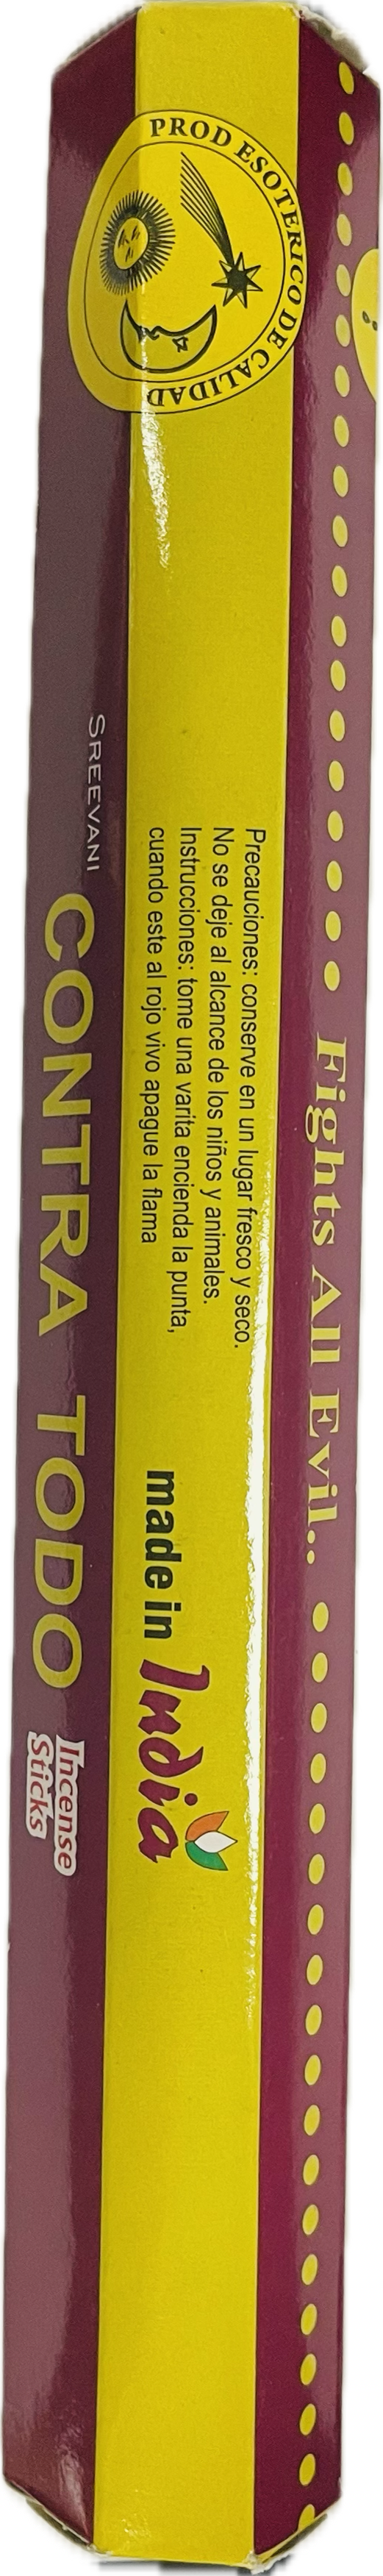 PROD ESOTERICO DE CALIDAD
Fights All Evil..
Precauciones: conserve en un lugar fresco y seco.
No se deje al alcance de los niños y animales.
Instrucciones: tome una varita encienda la punta,
cuando este al rojo vivo apague la flama
made in India
SREEVANI
CONTRA TODO
Incense
Sticks